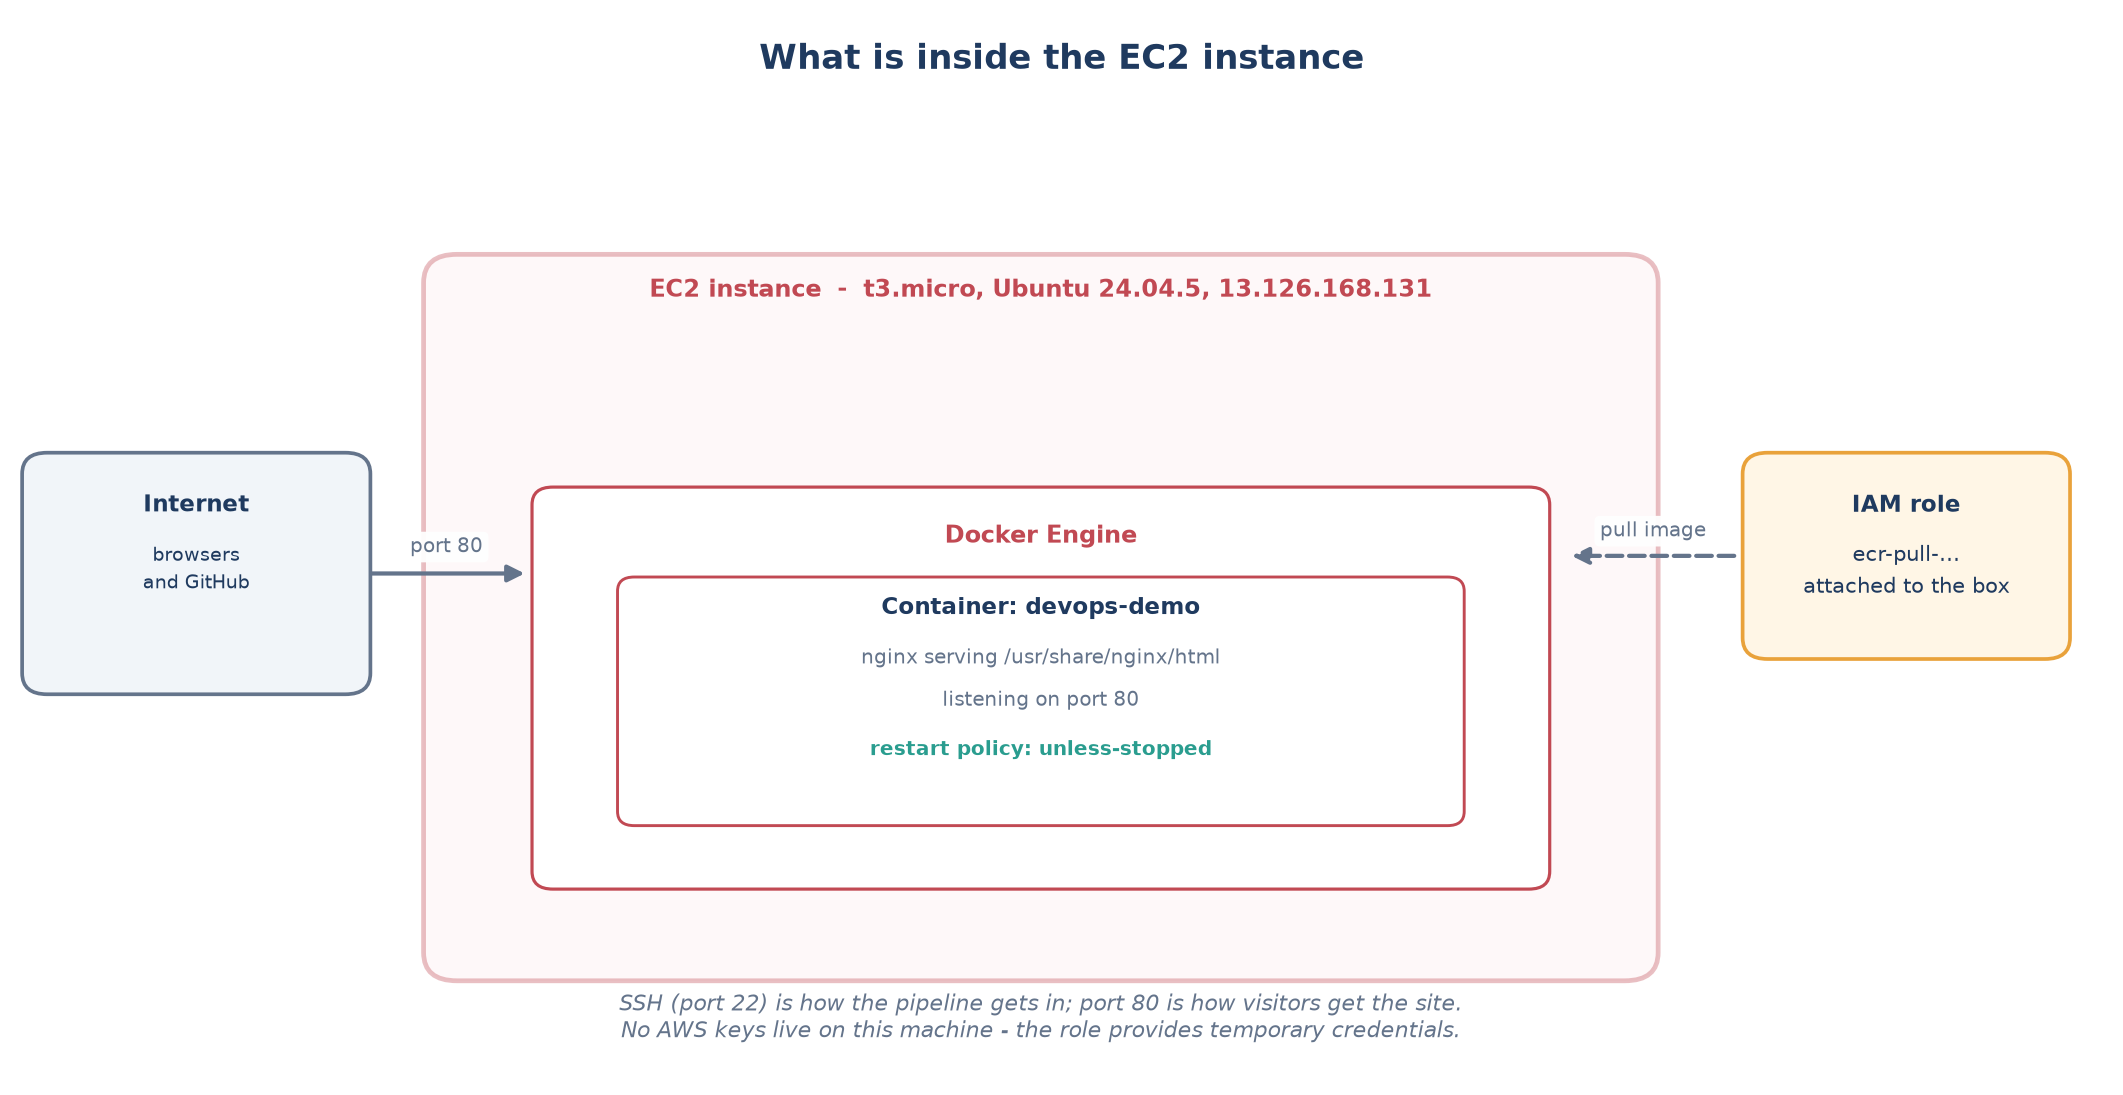 What is inside the EC2 instance
EC2 instance  -  t3.micro, Ubuntu 24.04.5, 13.126.168.131
Internet
browsers
and GitHub
port 80
Docker Engine
Container: devops-demo
nginx serving /usr/share/nginx/html
listening on port 80
restart policy: unless-stopped
pull image
IAM role
ecr-pull-...
attached to the box
SSH (port 22) is how the pipeline gets in; port 80 is how visitors get the site.
No AWS keys live on this machine - the role provides temporary credentials.